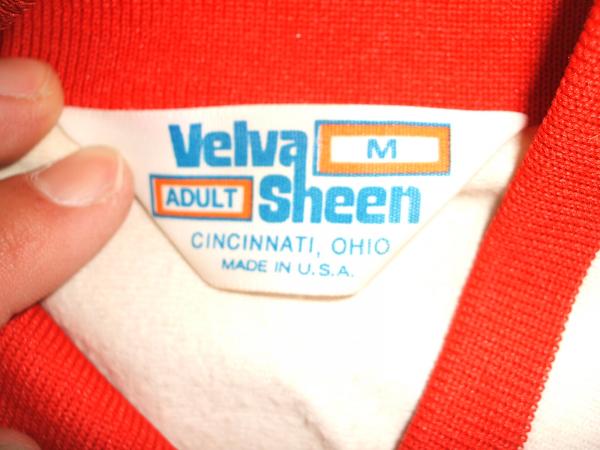 Velva M
ADULT Sheen
CINCINNATI, OHIO
MADE IN U.S.A.